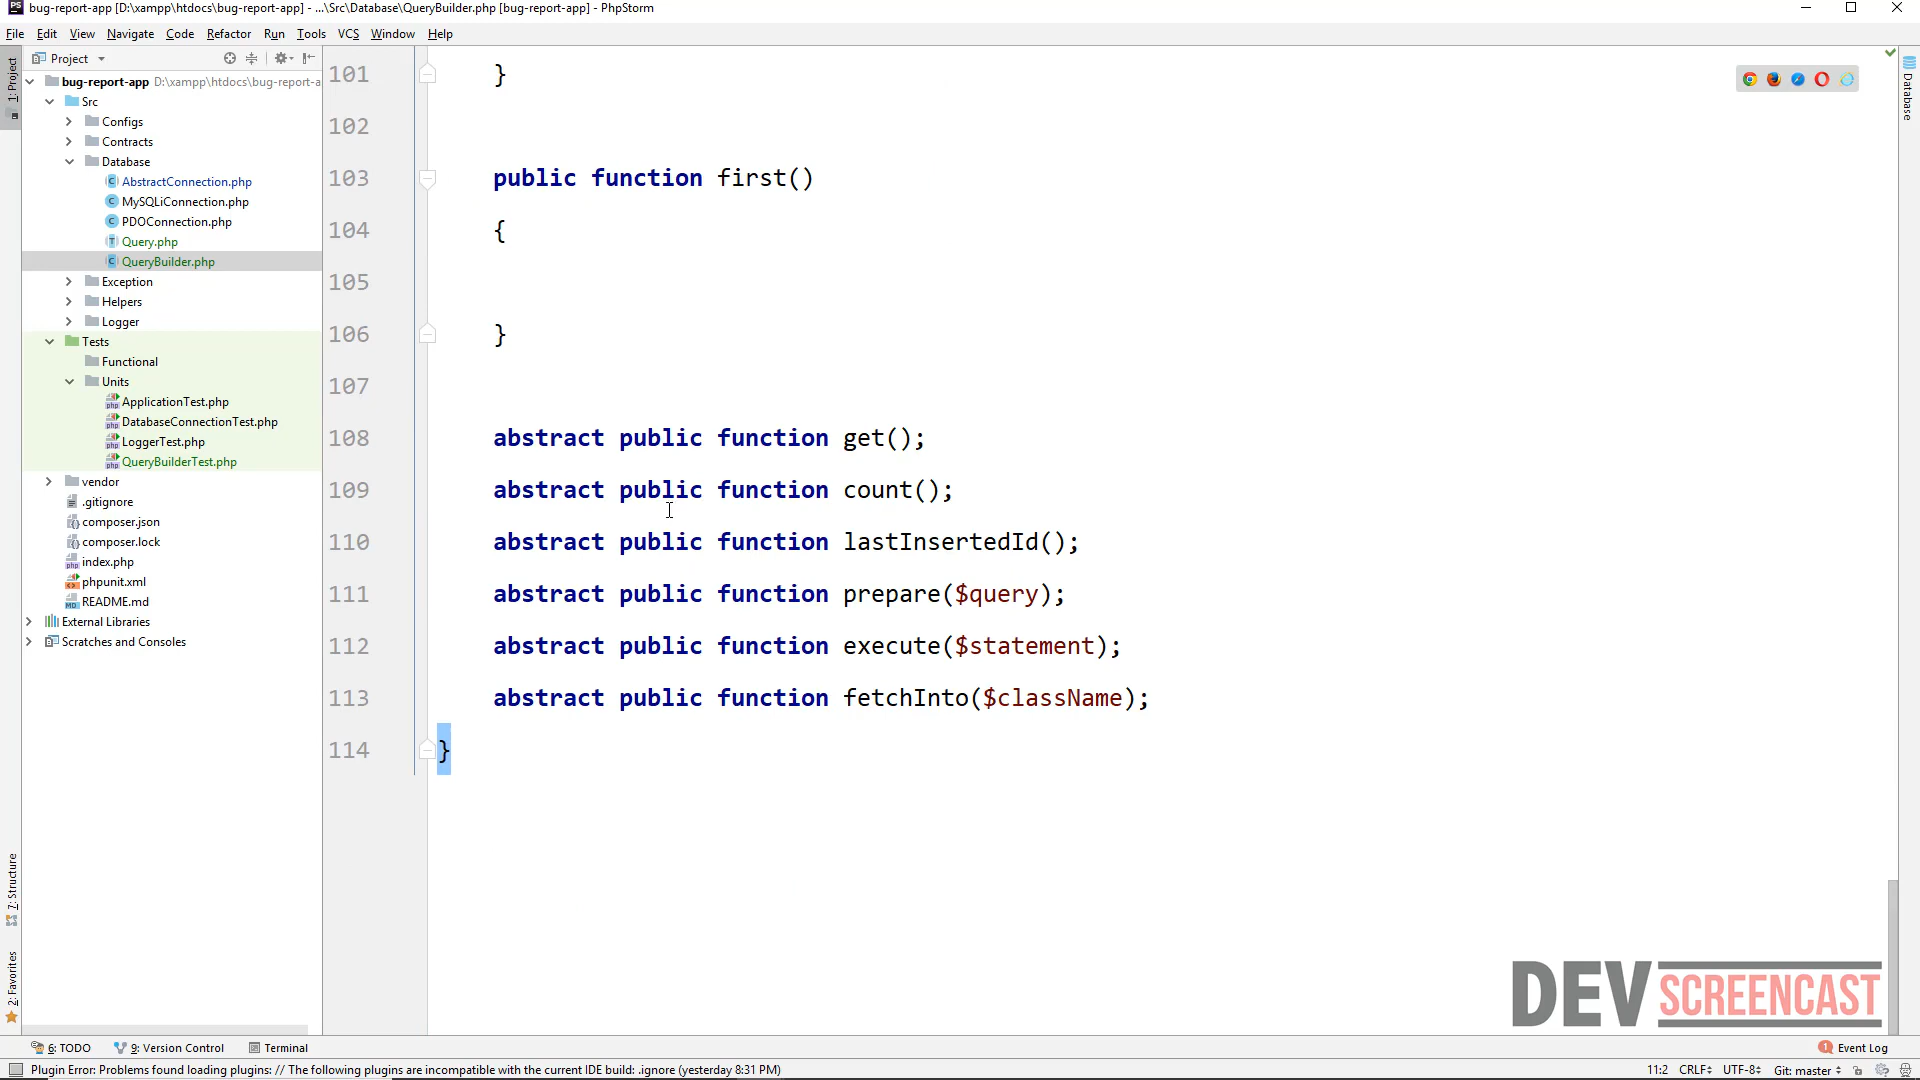 bug-report-app [D:\xampp\htdocs\bug-report-app] - ...\Src\Database\QueryBuilder.php [bug-report-app] - PhpStorm
File Edit View Navigate Code Refactor Run Tools VCS Window Help
1: Project
Project
bug-report-app D:\xampp\htdocs\bug-report-a
Src
Configs
Contracts
Database
AbstractConnection.php
MySQLiConnection.php
PDOConnection.php
Query.php
QueryBuilder.php
Exception
Helpers
Logger
Tests
Functional
Units
ApplicationTest.php
DatabaseConnectionTest.php
LoggerTest.php
QueryBuilderTest.php
vendor
.gitignore
composer.json
composer.lock
index.php
phpunit.xml
README.md
External Libraries
Scratches and Consoles
7: Structure
2: Favorites
101 }
102
103 public function first()
104 {
105
106 }
107
108 abstract public function get();
109 abstract public function count();
110 abstract public function lastInsertedId();
111 abstract public function prepare($query);
112 abstract public function execute($statement);
113 abstract public function fetchInto($className);
114 }
Database
DEVSCREENCAST
6: TODO 9: Version Control Terminal 1 Event Log
Plugin Error: Problems found loading plugins: // The following plugins are incompatible with the current IDE build: .ignore (yesterday 8:31 PM) 11:2 CRLF UTF-8 Git: master